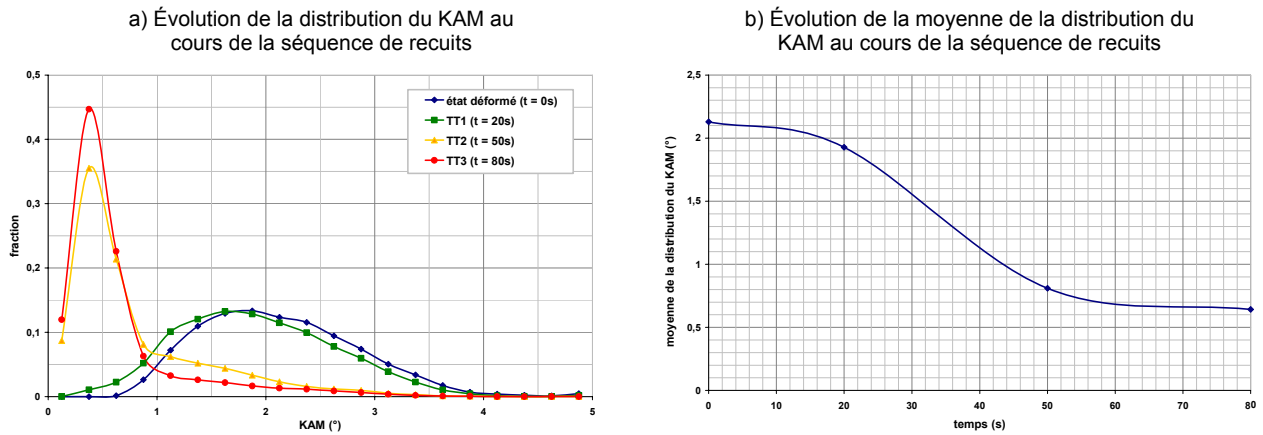 a) Évolution de la distribution du KAM au
cours de la séquence de recuits
0,5
0,4
0,3
0,2
0,1
0
fraction
état déformé (t = 0s)
TT1 (t = 20s)
TT2 (t = 50s)
TT3 (t = 80s)
0 1 2 3 4 5
KAM (°)
b) Évolution de la moyenne de la distribution du
KAM au cours de la séquence de recuits
2,5
2
1,5
1
0,5
0
moyenne de la distribution du KAM (°)
0 10 20 30 40 50 60 70 80
temps (s)